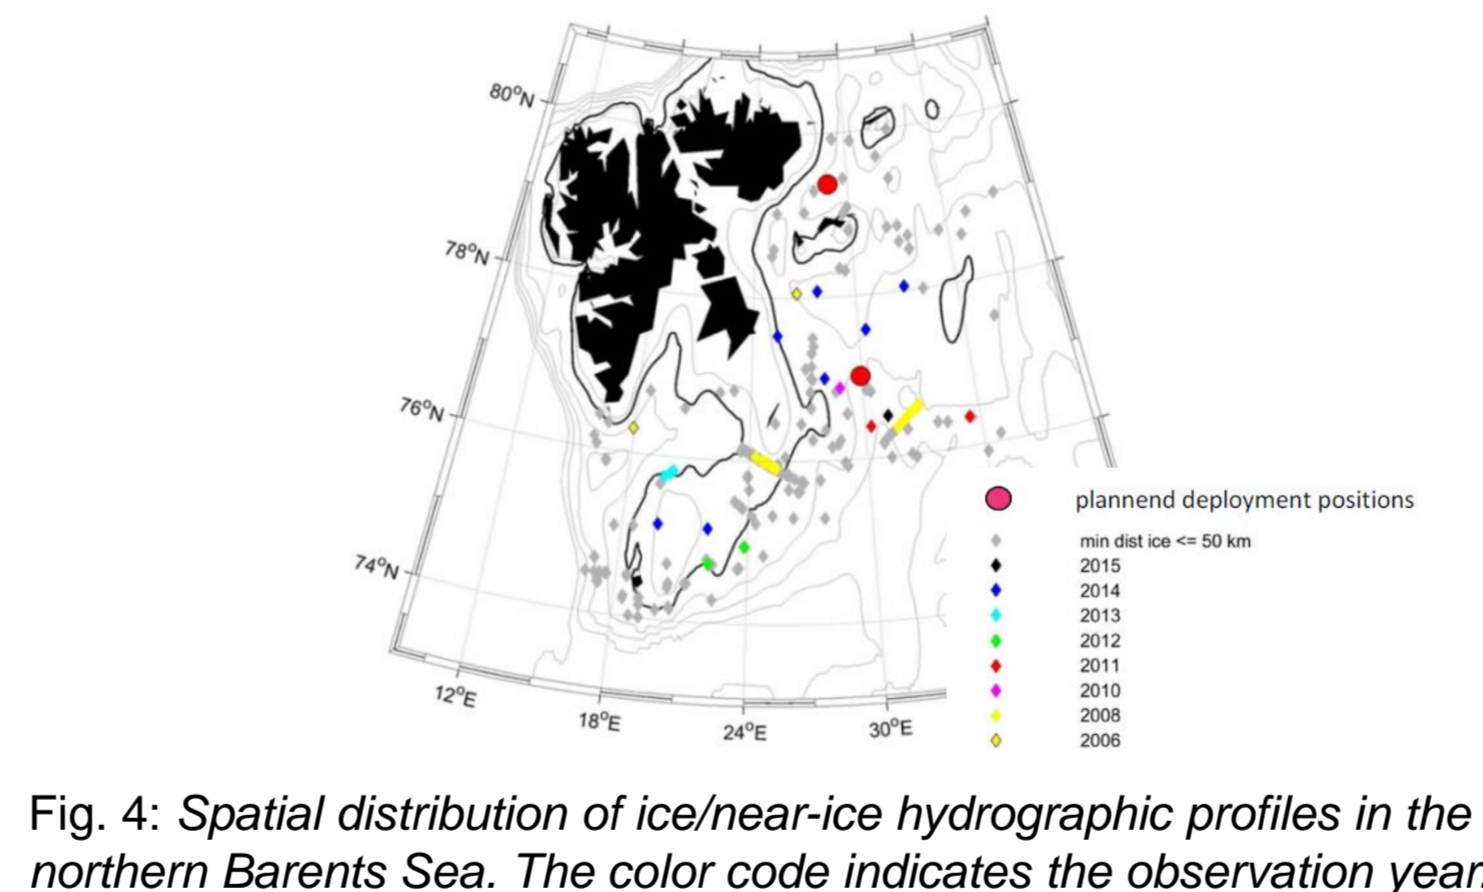 80°N
78°N
76°N
74°N
12°E
18°E
24°E
30°E
plannend deployment positions
min dist ice <= 50 km
2015
2014
2013
2012
2011
2010
2008
2006
Fig. 4: Spatial distribution of ice/near-ice hydrographic profiles in the
northern Barents Sea. The color code indicates the observation year